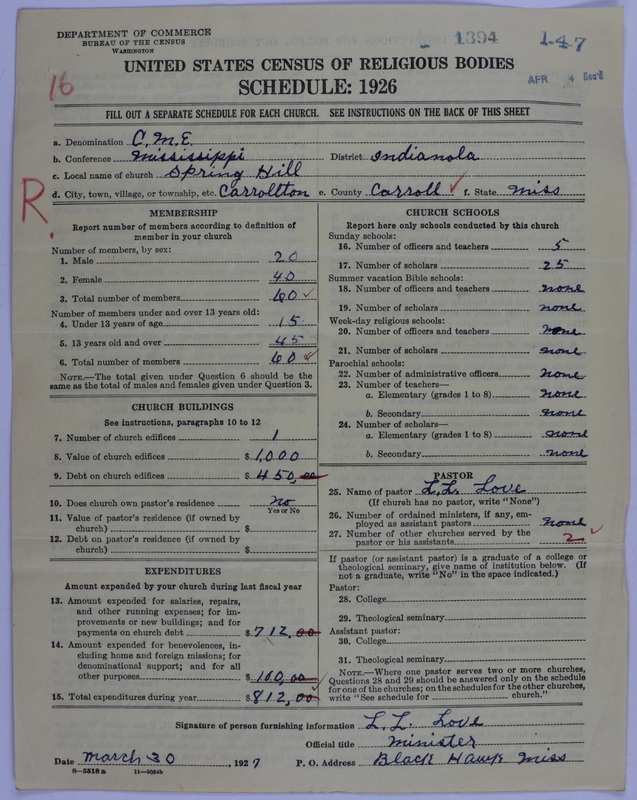 DEPARTMENT OF COMMERCE
BUREAU OF THE CENSUS
WASHINGTON
1394
1-47
APR 4 Rec'd
16
UNITED STATES CENSUS OF RELIGIOUS BODIES
SCHEDULE: 1926
FILL OUT A SEPARATE SCHEDULE FOR EACH CHURCH. SEE INSTRUCTIONS ON THE BACK OF THIS SHEET
a. Denomination C.M.E.
b. Conference Mississippi District Indianola
c. Local name of church Spring Hill
d. City, town, village, or township, etc. Carrollton e. County Carroll ✓ f. State Miss
R.
MEMBERSHIP
Report number of members according to definition of
member in your church
Number of members, by sex:
1. Male 20
2. Female 40
3. Total number of members 60 ✓
Number of members under and over 13 years old:
4. Under 13 years of age 15
5. 13 years old and over 45
6. Total number of members 60 ✓
NOTE.—The total given under Question 6 should be the
same as the total of males and females given under Question 3.
CHURCH BUILDINGS
See instructions, paragraphs 10 to 12
7. Number of church edifices 1
8. Value of church edifices $ 1,000
9. Debt on church edifices $ 450,00
10. Does church own pastor's residence no
Yes or No
11. Value of pastor's residence (if owned by
church) $
12. Debt on pastor's residence (if owned by
church) $
EXPENDITURES
Amount expended by your church during last fiscal year
13. Amount expended for salaries, repairs,
and other running expenses; for im-
provements or new buildings; and for
payments on church debt $ 712,00
14. Amount expended for benevolences, in-
cluding home and foreign missions; for
denominational support; and for all
other purposes $ 100,00
15. Total expenditures during year $ 812,00 ✓
CHURCH SCHOOLS
Report here only schools conducted by this church
Sunday schools:
16. Number of officers and teachers 5
17. Number of scholars 25
Summer vacation Bible schools:
18. Number of officers and teachers none
19. Number of scholars none
Week-day religious schools:
20. Number of officers and teachers none
21. Number of scholars none
Parochial schools:
22. Number of administrative officers none
23. Number of teachers—
a. Elementary (grades 1 to 8) none
b. Secondary none
24. Number of scholars—
a. Elementary (grades 1 to 8) none
b. Secondary none
PASTOR
25. Name of pastor L.L. Love
(If church has no pastor, write "None")
26. Number of ordained ministers, if any, em-
ployed as assistant pastors none
27. Number of other churches served by the
pastor or his assistants 2 ✓
If pastor (or assistant pastor) is a graduate of a college or
theological seminary, give name of institution below. (If
not a graduate, write "No" in the space indicated.)
Pastor:
28. College
29. Theological seminary
Assistant pastor:
30. College
31. Theological seminary
NOTE.—Where one pastor serves two or more churches,
Questions 28 and 29 should be answered only on the schedule
for one of the churches; on the schedules for the other churches,
write "See schedule for church."
Signature of person furnishing information L. L. Love
Official title minister
Date March 30, 1927 P. O. Address Black Hawk Miss
8—5518 a 11—9084b